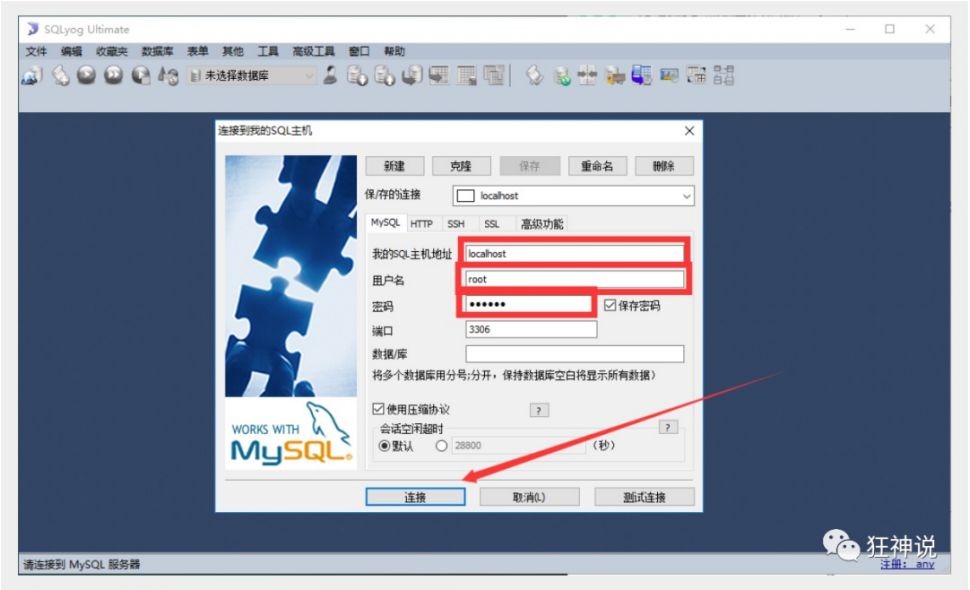 SQLyog Ultimate
文件 编辑 收藏夹 数据库 表单 其他 工具 高级工具 窗口 帮助
未选择数据库
连接到我的SQL主机
新建 克隆 保存 重命名 删除
保/存的连接 localhost
MySQL HTTP SSH SSL 高级功能
我的SQL主机地址 localhost
用户名 root
密码 •••••• 保存密码
端口 3306
数据/库
将多个数据库用分号;分开，保持数据库空白将显示所有数据）
使用压缩协议 ?
会话空闲超时 ?
默认 28800 (秒)
WORKS WITH
MySQL®
连接 取消(L) 测试连接
狂神说
请连接到 MySQL 服务器 注册: any